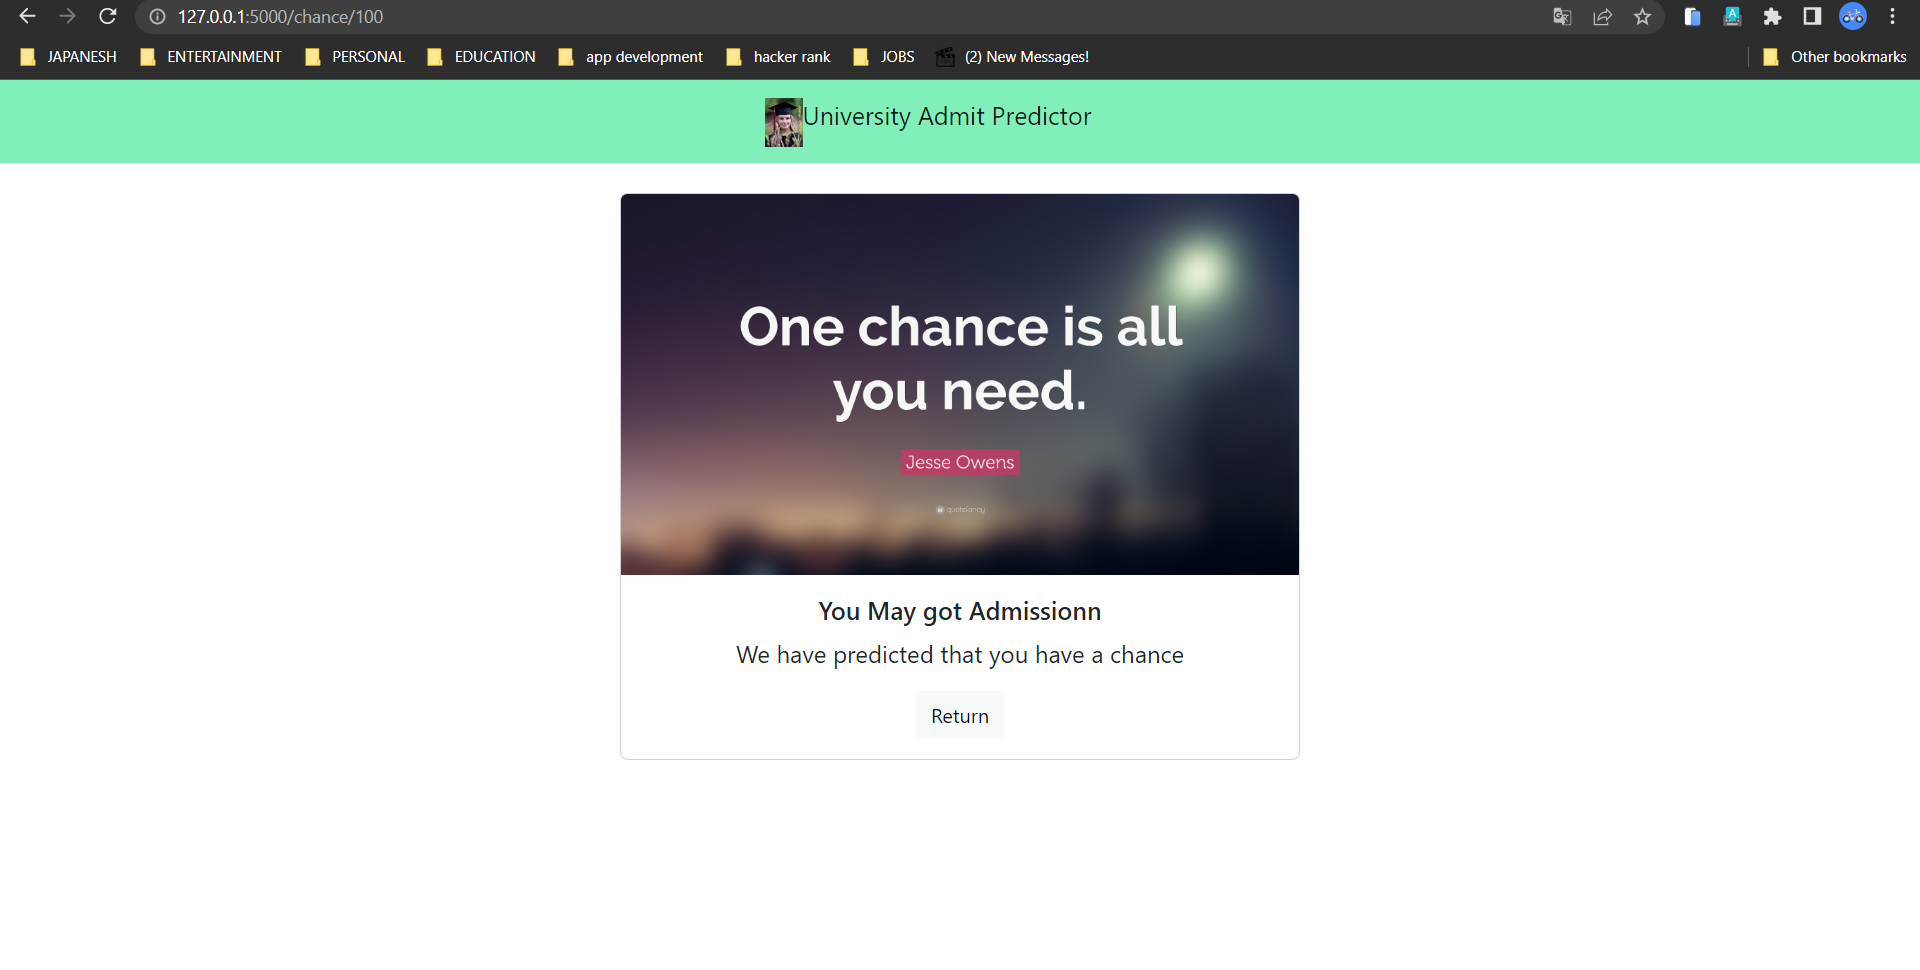 127.0.0.1:5000/chance/100
JAPANESH ENTERTAINMENT PERSONAL EDUCATION app development hacker rank JOBS (2) New Messages! Other bookmarks
University Admit Predictor
One chance is all
you need.
Jesse Owens
quotefancy
You May got Admissionn
We have predicted that you have a chance
Return